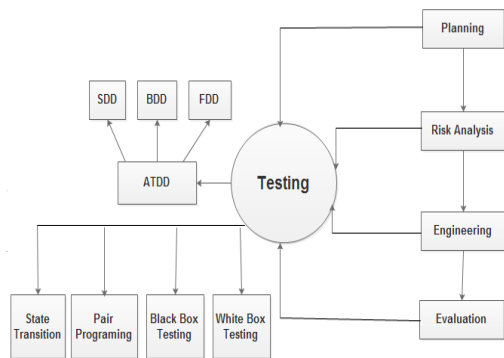 Planning
SDD
BDD
FDD
Risk Analysis
ATDD
Testing
Engineering
State
Transition
Pair
Programing
Black Box
Testing
White Box
Testing
Evaluation